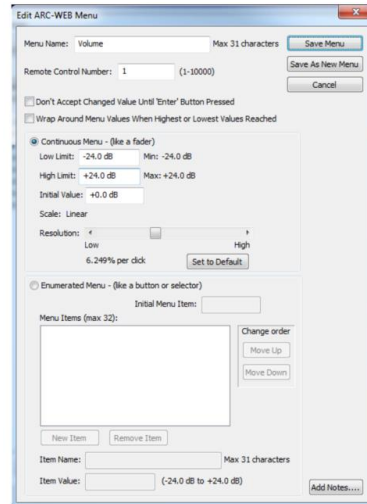 Edit ARC-WEB Menu
Menu Name: Volume Max 31 characters Save Menu
Remote Control Number: 1 (1-10000) Save As New Menu
Cancel
Don't Accept Changed Value Until 'Enter' Button Pressed
Wrap Around Menu Values When Highest or Lowest Values Reached
Continuous Menu - (like a fader)
Low Limit: -24.0 dB Min: -24.0 dB
High Limit: +24.0 dB Max: +24.0 dB
Initial Value: +0.0 dB
Scale: Linear
Resolution:
Low High
6.249% per click Set to Default
Enumerated Menu - (like a button or selector)
Initial Menu Item:
Menu Items (max 32):
Change order
Move Up
Move Down
New Item Remove Item
Item Name: Max 31 characters
Item Value: (-24.0 dB to +24.0 dB) Add Notes....